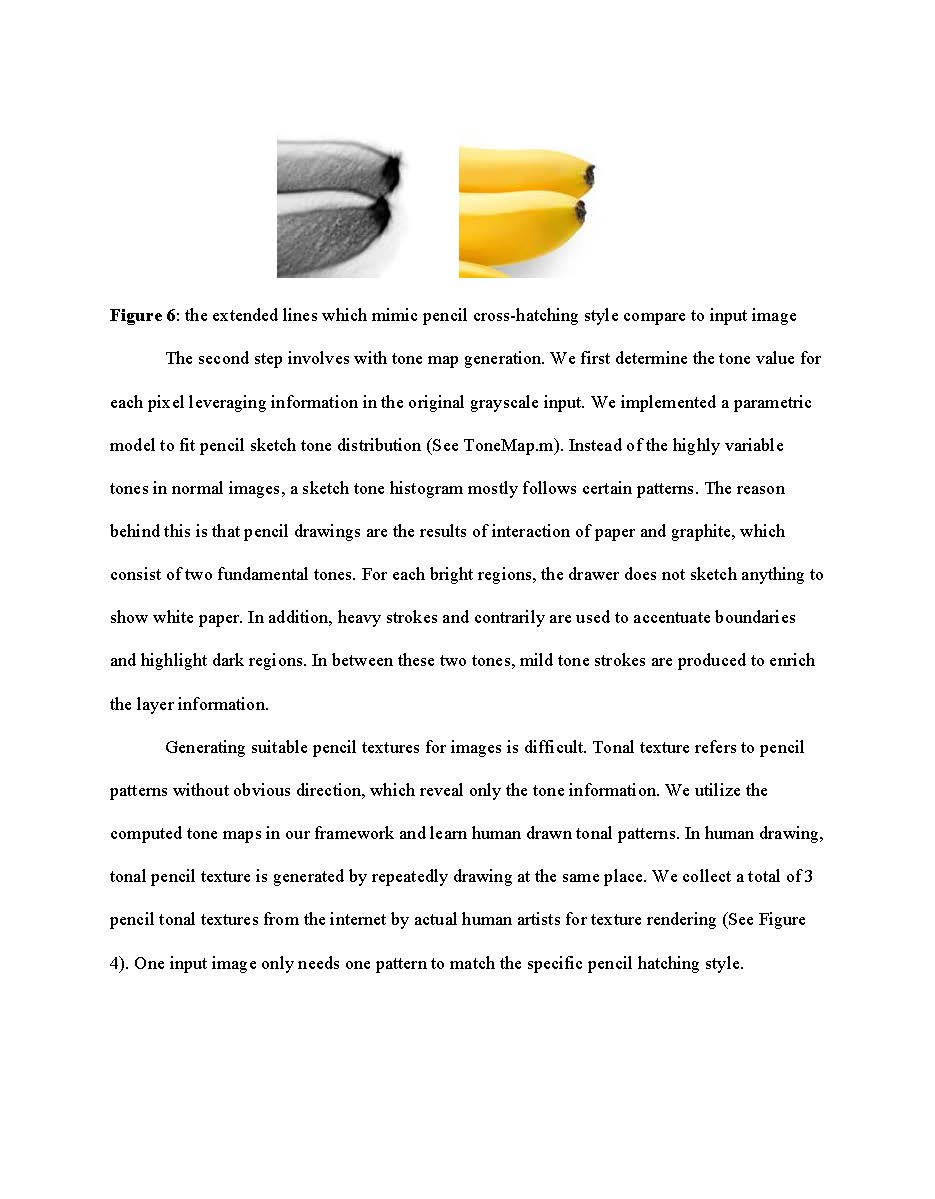 Figure 6: the extended lines which mimic pencil cross-hatching style compare to input image
The second step involves with tone map generation. We first determine the tone value for
each pixel leveraging information in the original grayscale input. We implemented a parametric
model to fit pencil sketch tone distribution (See ToneMap.m). Instead of the highly variable
tones in normal images, a sketch tone histogram mostly follows certain patterns. The reason
behind this is that pencil drawings are the results of interaction of paper and graphite, which
consist of two fundamental tones. For each bright regions, the drawer does not sketch anything to
show white paper. In addition, heavy strokes and contrarily are used to accentuate boundaries
and highlight dark regions. In between these two tones, mild tone strokes are produced to enrich
the layer information.
Generating suitable pencil textures for images is difficult. Tonal texture refers to pencil
patterns without obvious direction, which reveal only the tone information. We utilize the
computed tone maps in our framework and learn human drawn tonal patterns. In human drawing,
tonal pencil texture is generated by repeatedly drawing at the same place. We collect a total of 3
pencil tonal textures from the internet by actual human artists for texture rendering (See Figure
4). One input image only needs one pattern to match the specific pencil hatching style.